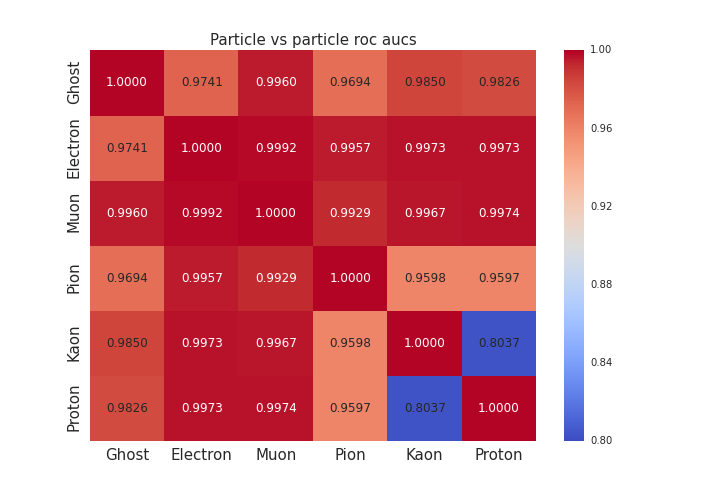 Particle vs particle roc aucs
Ghost 1.0000 0.9741 0.9960 0.9694 0.9850 0.9826
Electron 0.9741 1.0000 0.9992 0.9957 0.9973 0.9973
Muon 0.9960 0.9992 1.0000 0.9929 0.9967 0.9974
Pion 0.9694 0.9957 0.9929 1.0000 0.9598 0.9597
Kaon 0.9850 0.9973 0.9967 0.9598 1.0000 0.8037
Proton 0.9826 0.9973 0.9974 0.9597 0.8037 1.0000
Ghost Electron Muon Pion Kaon Proton
1.00
0.96
0.92
0.88
0.84
0.80